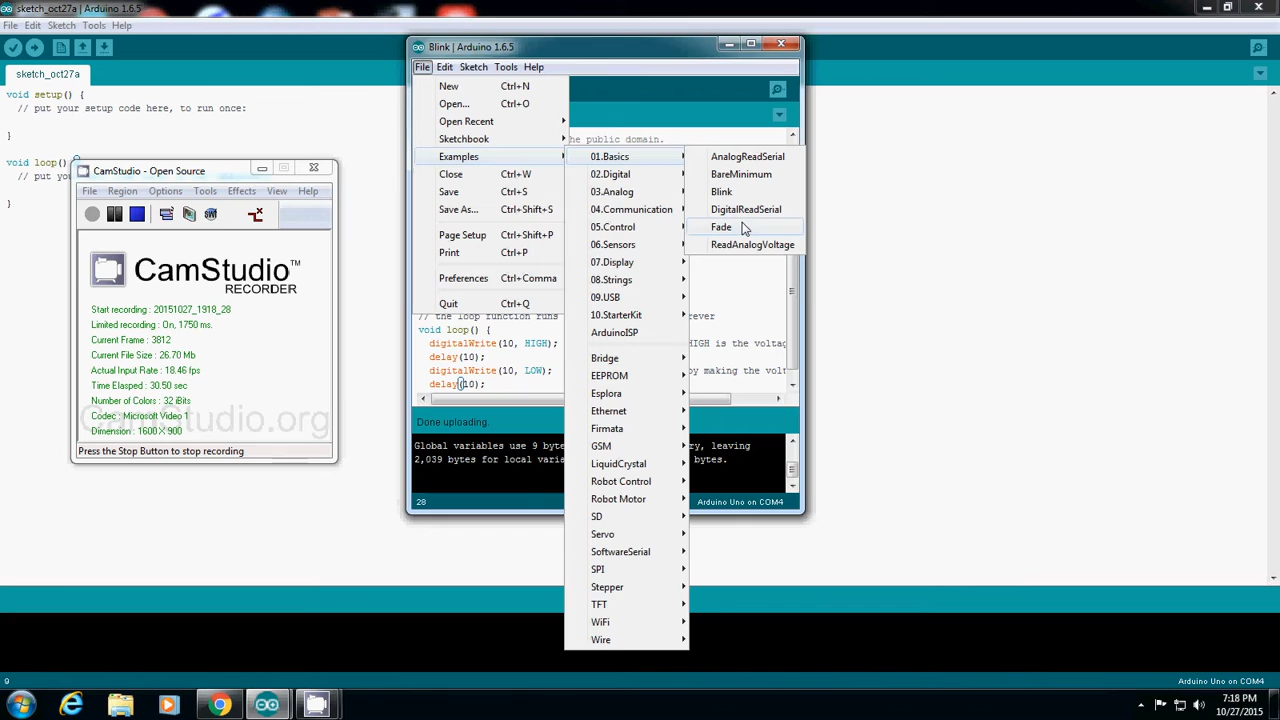 sketch_oct27a | Arduino 1.6.5
File Edit Sketch Tools Help
sketch_oct27a
void setup() {
// put your setup code here, to run once:
}
void loop()
// put you
}
CamStudio - Open Source
File Region Options Tools Effects View Help
CamStudio™
RECORDER
Start recording : 20151027_1918_28
Limited recording : On, 1750 ms.
Current Frame : 3812
Current File Size : 26.70 Mb
Actual Input Rate : 18.46 fps
Time Elasped : 30.50 sec
Number of Colors : 32 iBits
Codec : Microsoft Video 1
Dimension : 1600 X 900
CamStudio.org
Press the Stop Button to stop recording
Blink | Arduino 1.6.5
File Edit Sketch Tools Help
New Ctrl+N
Open... Ctrl+O
Open Recent
Sketchbook
Examples
Close Ctrl+W
Save Ctrl+S
Save As... Ctrl+Shift+S
Page Setup Ctrl+Shift+P
Print Ctrl+P
Preferences Ctrl+Comma
Quit Ctrl+Q
he public domain.
01.Basics
02.Digital
03.Analog
04.Communication
05.Control
06.Sensors
07.Display
08.Strings
09.USB
10.StarterKit
ArduinoISP
Bridge
EEPROM
Esplora
Ethernet
Firmata
GSM
LiquidCrystal
Robot Control
Robot Motor
SD
Servo
SoftwareSerial
SPI
Stepper
TFT
WiFi
Wire
AnalogReadSerial
BareMinimum
Blink
DigitalReadSerial
Fade
ReadAnalogVoltage
// the loop function runs rever
void loop() {
digitalWrite(10, HIGH); HIGH is the voltag
delay(10);
digitalWrite(10, LOW); by making the volt
delay(10);
Done uploading.
Global variables use 9 byte ry, leaving
2,039 bytes for local varia bytes.
28 Arduino Uno on COM4
9 Arduino Uno on COM4
7:18 PM
10/27/2015